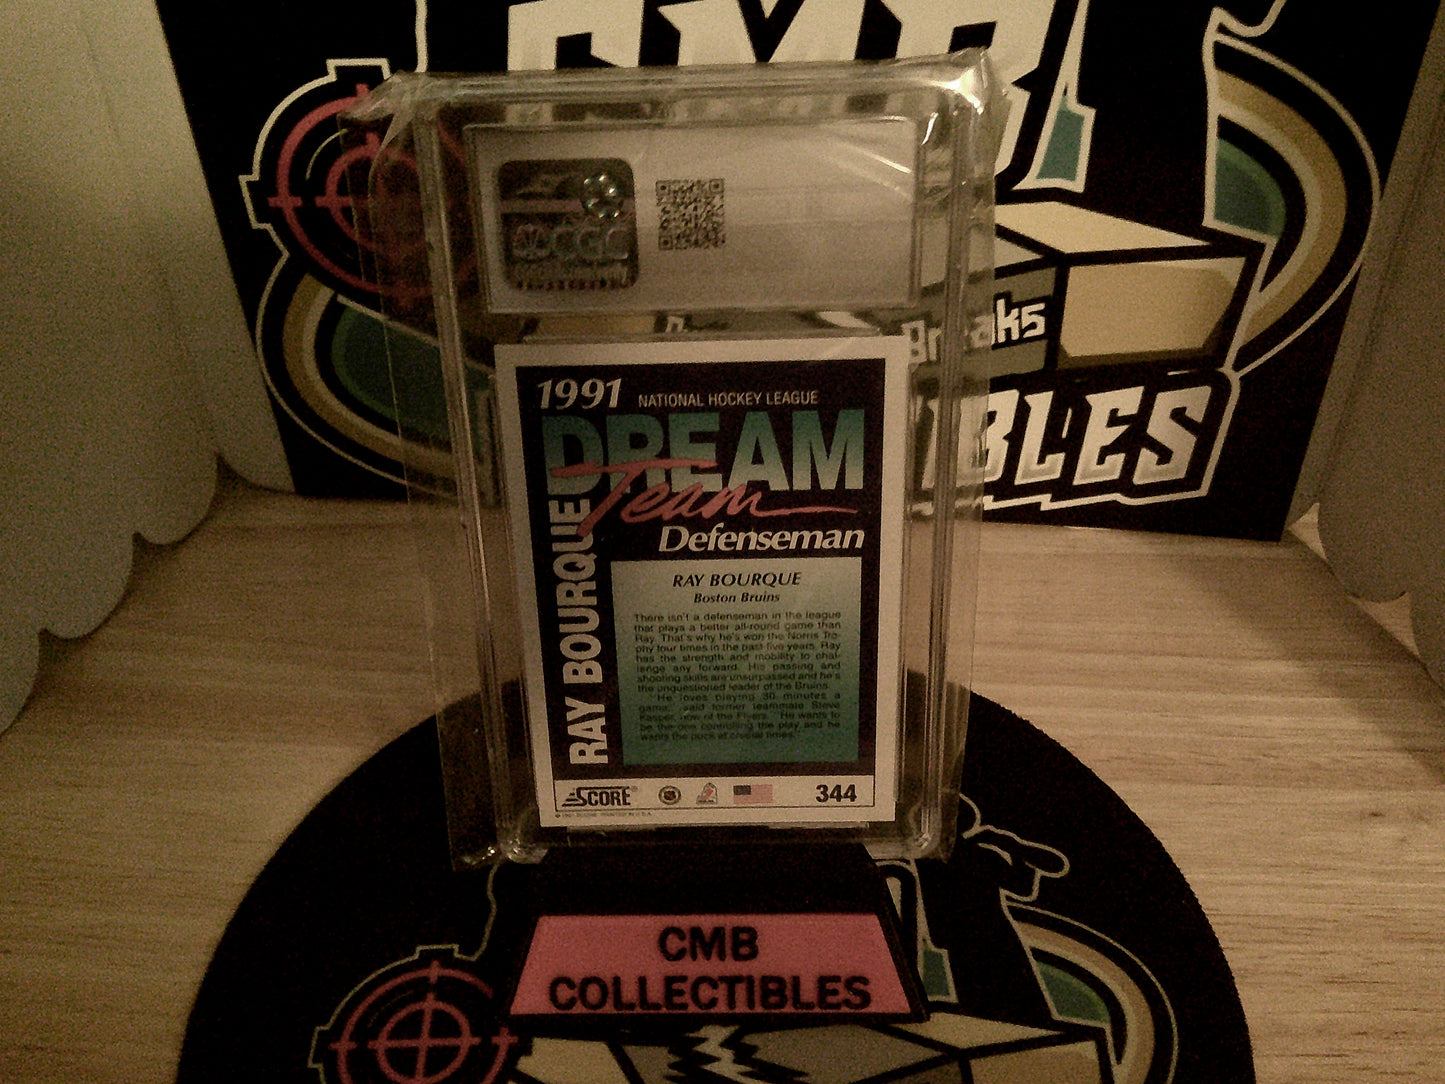 CMB
CGC
Breaks
BLES
1991 NATIONAL HOCKEY LEAGUE
DREAM
Team
Defenseman
RAY BOURQUE
RAY BOURQUE
Boston Bruins
There isn't a defenseman in the league
that plays a better all-round game than
Ray. That's why he's won the Norris Tro-
phy four times in the past five years. Ray
has the strength and mobility to chal-
lenge any forward. His passing and
shooting skills are unsurpassed and he's
the unquestioned leader of the Bruins.
"He loves playing 30 minutes a
game," said former teammate Steve
Kasper, now of the Flyers. "He wants to
be the one controlling the play and he
wants the puck at crucial times."
SCORE
344
CMB
COLLECTIBLES